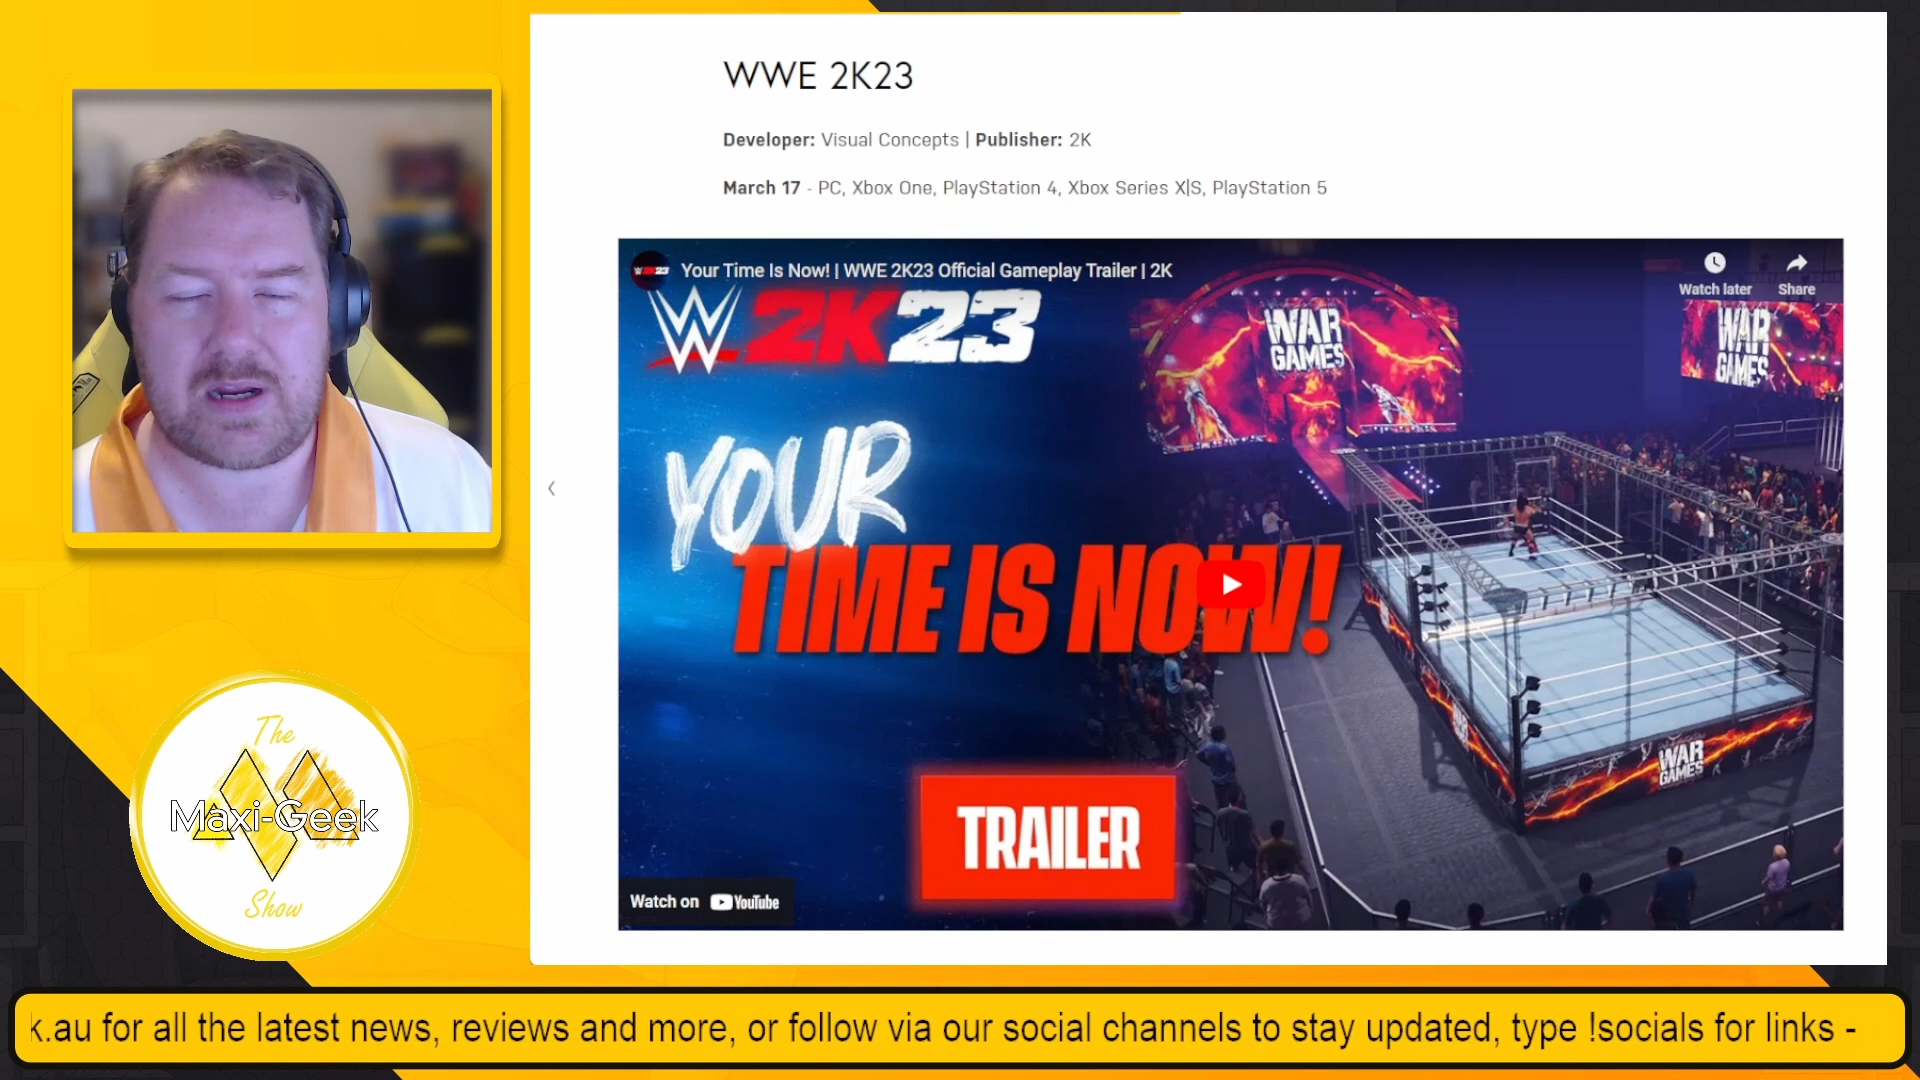 WWE 2K23
Developer: Visual Concepts | Publisher: 2K
March 17 - PC, Xbox One, PlayStation 4, Xbox Series X|S, PlayStation 5
W 2K23
Your Time Is Now! | WWE 2K23 Official Gameplay Trailer | 2K
Watch later
Share
W 2K23
WAR
GAMES
WAR
GAMES
YOUR
TIME IS NOW!
WAR
GAMES
TRAILER
Watch on YouTube
The
Maxi-Geek
Show
k.au for all the latest news, reviews and more, or follow via our social channels to stay updated, type !socials for links -